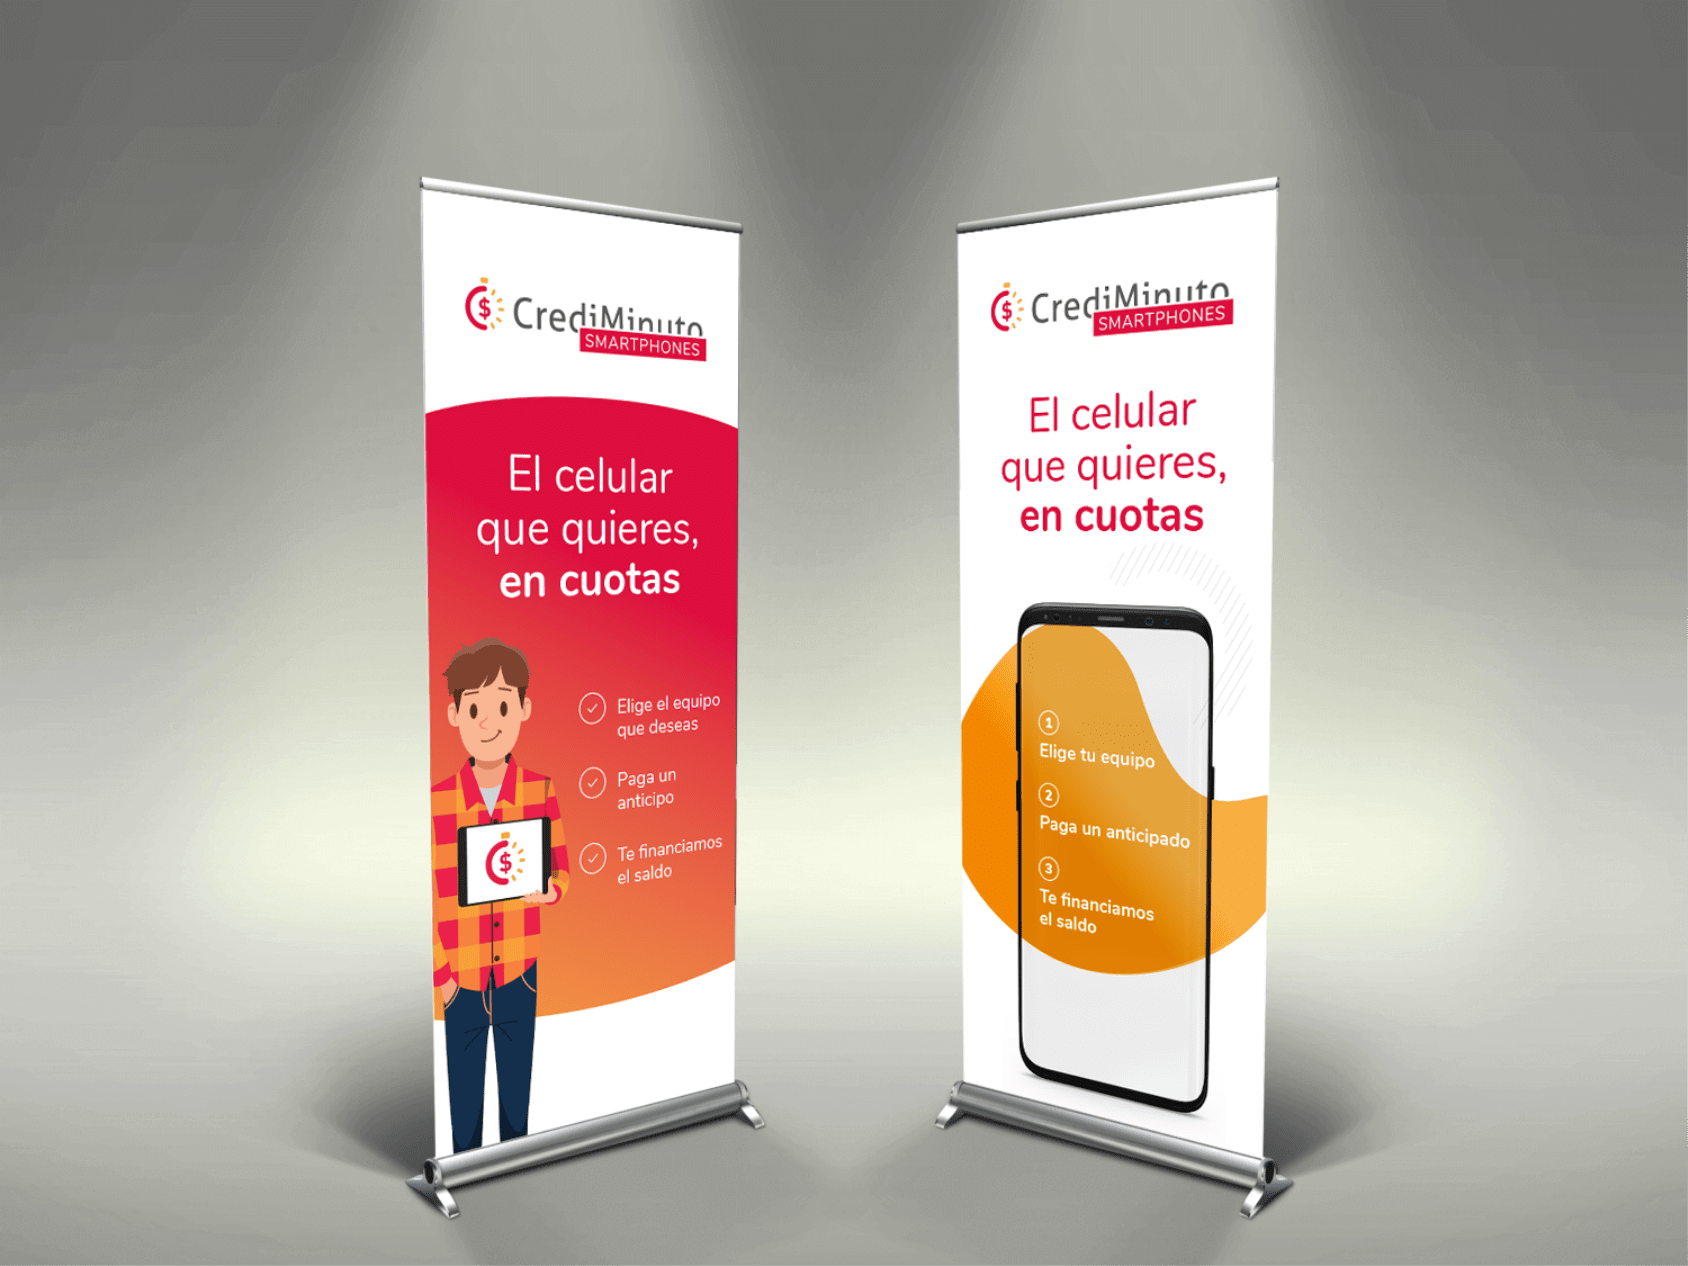 $ CrediMinuto
SMARTPHONES
El celular
que quieres,
en cuotas
Elige el equipo
que deseas
Paga un
anticipo
Te financiamos
el saldo
$
$ CrediMinuto
SMARTPHONES
El celular
que quieres,
en cuotas
1
Elige tu equipo
2
Paga un anticipado
3
Te financiamos
el saldo